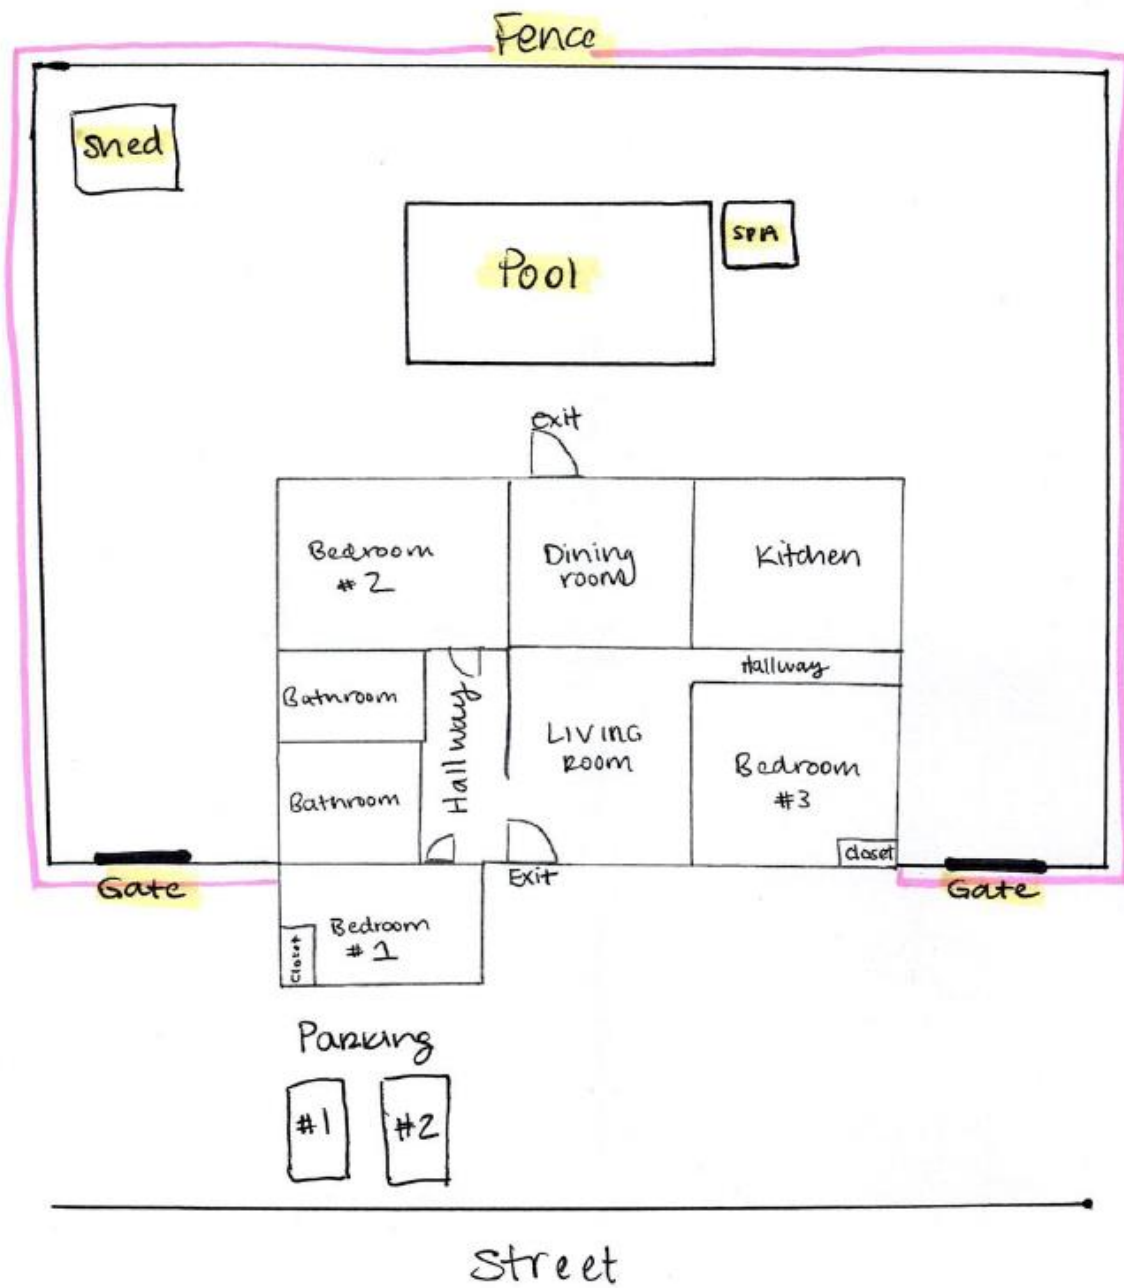 Fence
Shed
SPA
Pool
exit
Bedroom
#2
Dining
room
Kitchen
Hallway
Bathroom
Hallway
LIVING
ROOM
Bedroom
#3
Bathroom
closet
Exit
Gate
Gate
Bedroom
#1
Closet
Parking
#1
#2
Street